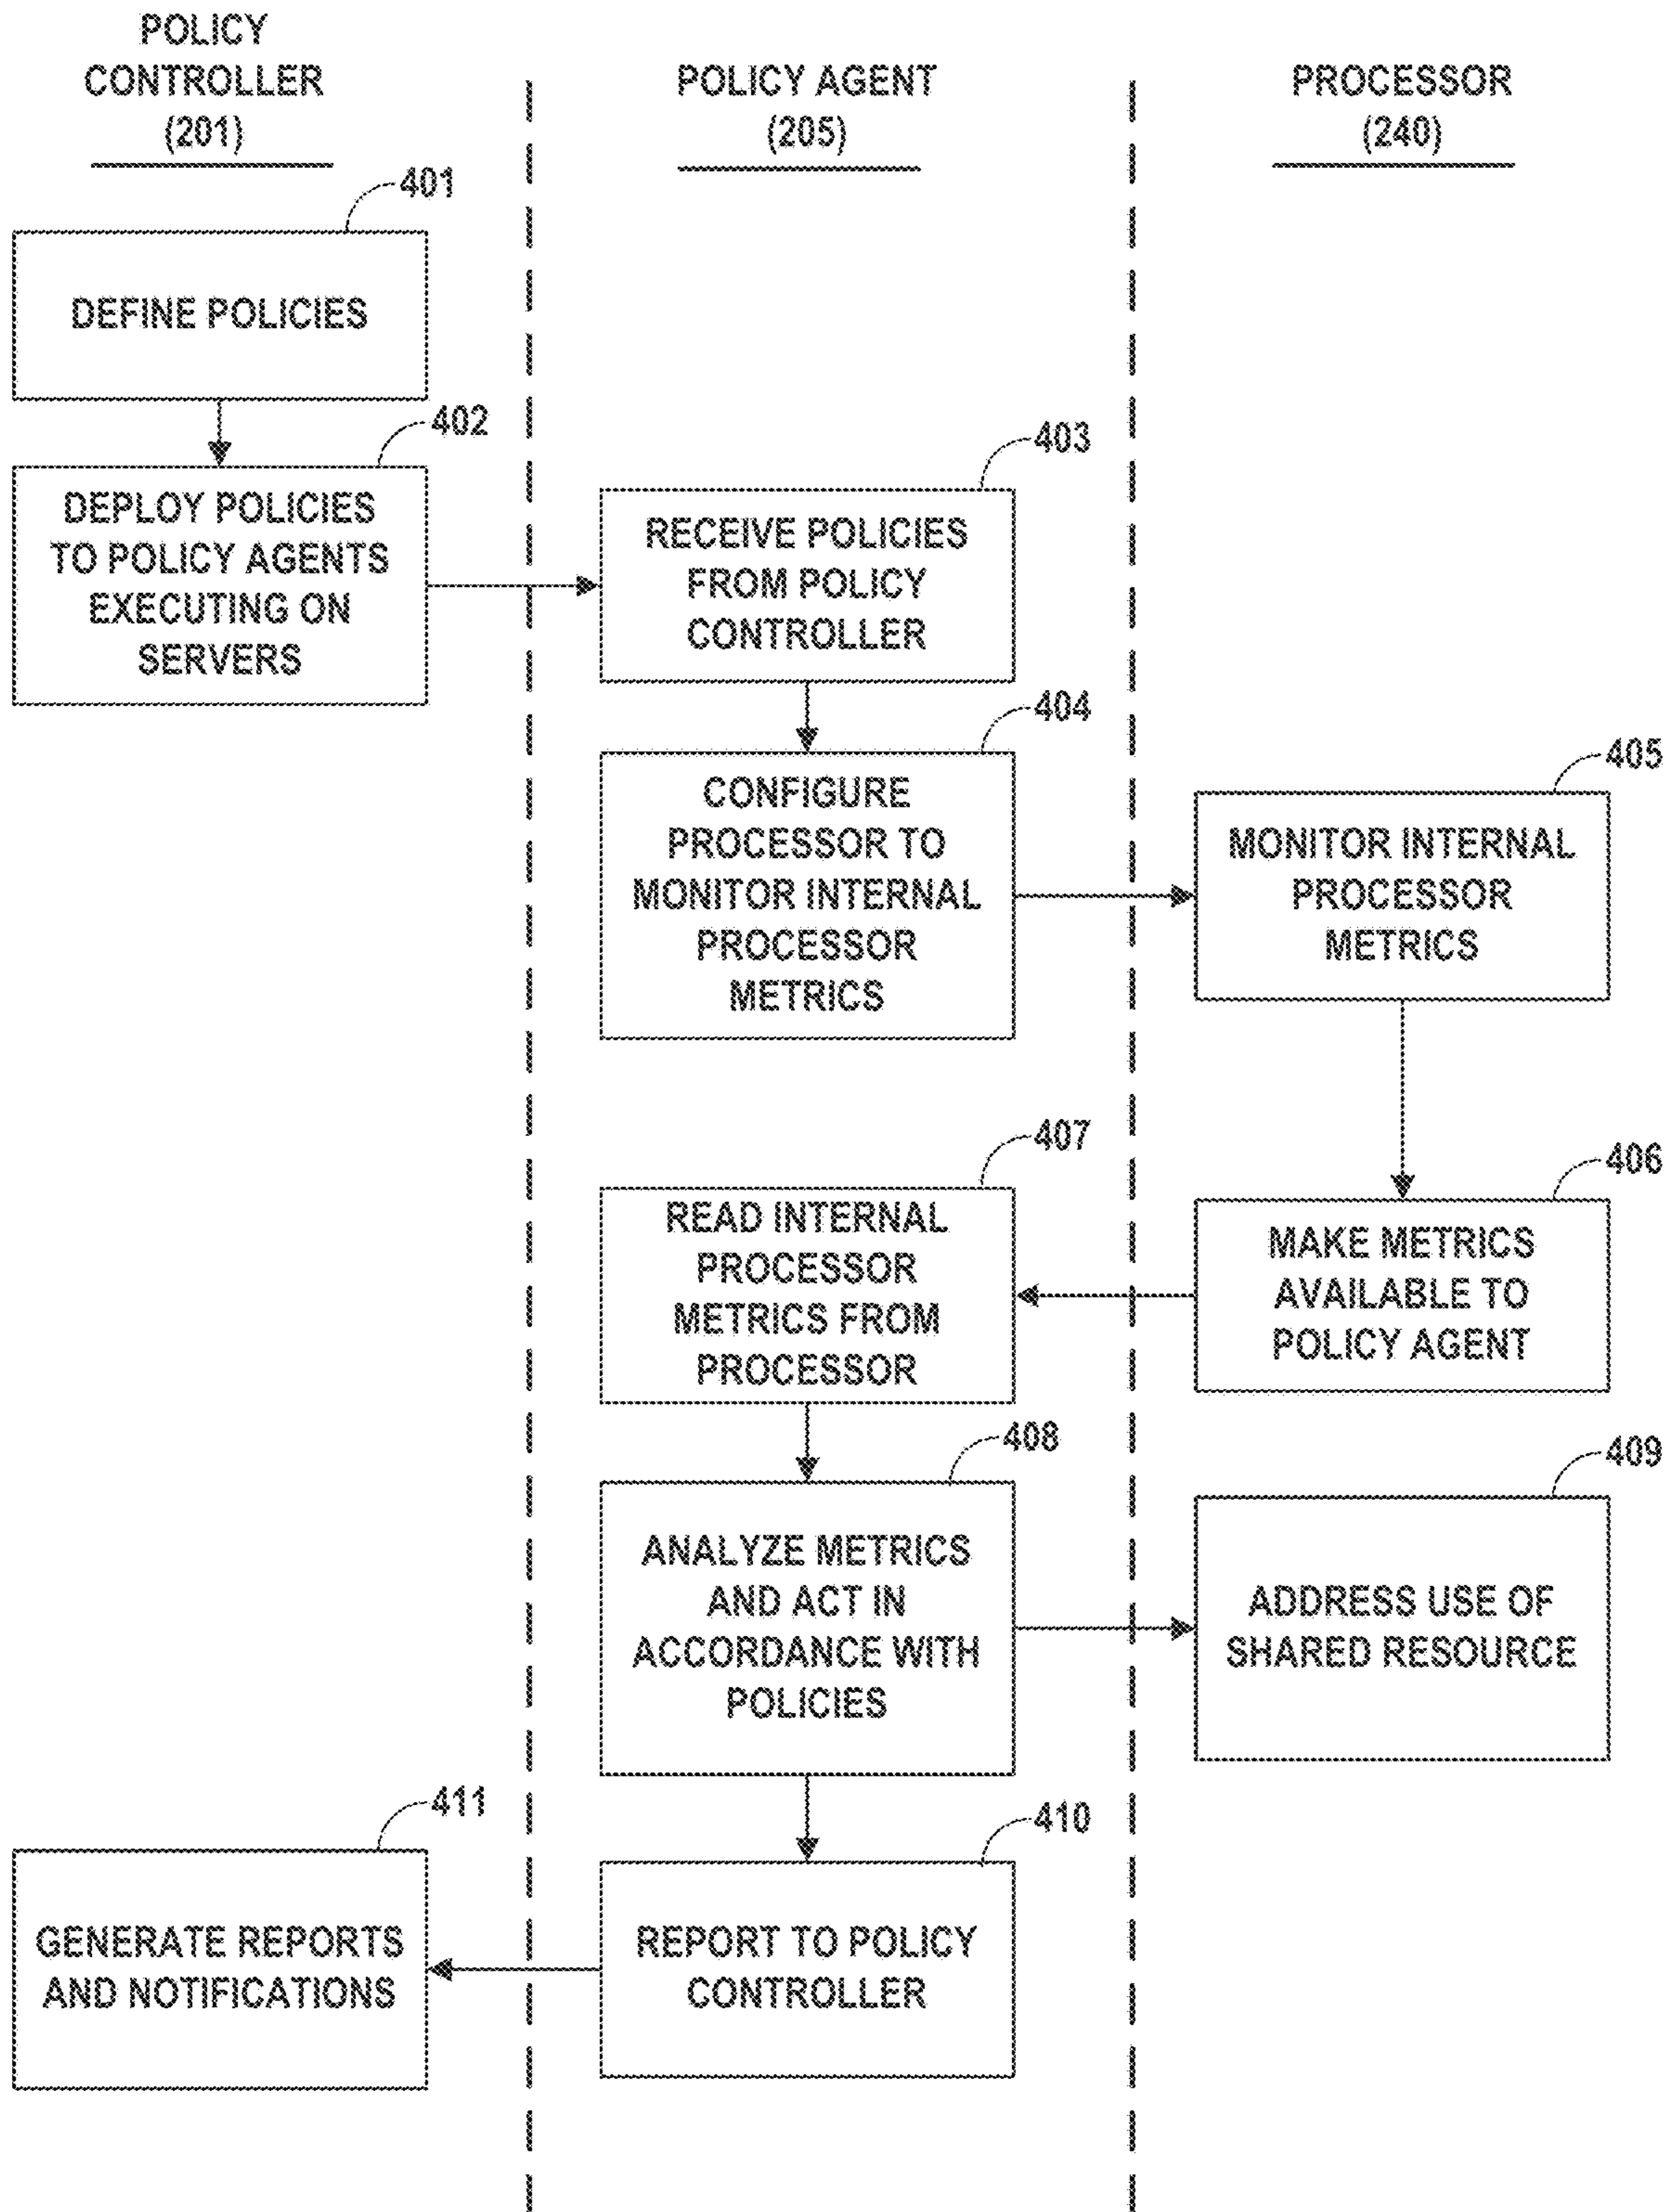 POLICY
CONTROLLER
(201)
POLICY AGENT
(205)
PROCESSOR
(240)
401
DEFINE POLICIES
402
DEPLOY POLICIES
TO POLICY AGENTS
EXECUTING ON
SERVERS
403
RECEIVE POLICIES
FROM POLICY
CONTROLLER
404
CONFIGURE
PROCESSOR TO
MONITOR INTERNAL
PROCESSOR
METRICS
405
MONITOR INTERNAL
PROCESSOR
METRICS
406
MAKE METRICS
AVAILABLE TO
POLICY AGENT
407
READ INTERNAL
PROCESSOR
METRICS FROM
PROCESSOR
408
ANALYZE METRICS
AND ACT IN
ACCORDANCE WITH
POLICIES
409
ADDRESS USE OF
SHARED RESOURCE
410
REPORT TO POLICY
CONTROLLER
411
GENERATE REPORTS
AND NOTIFICATIONS